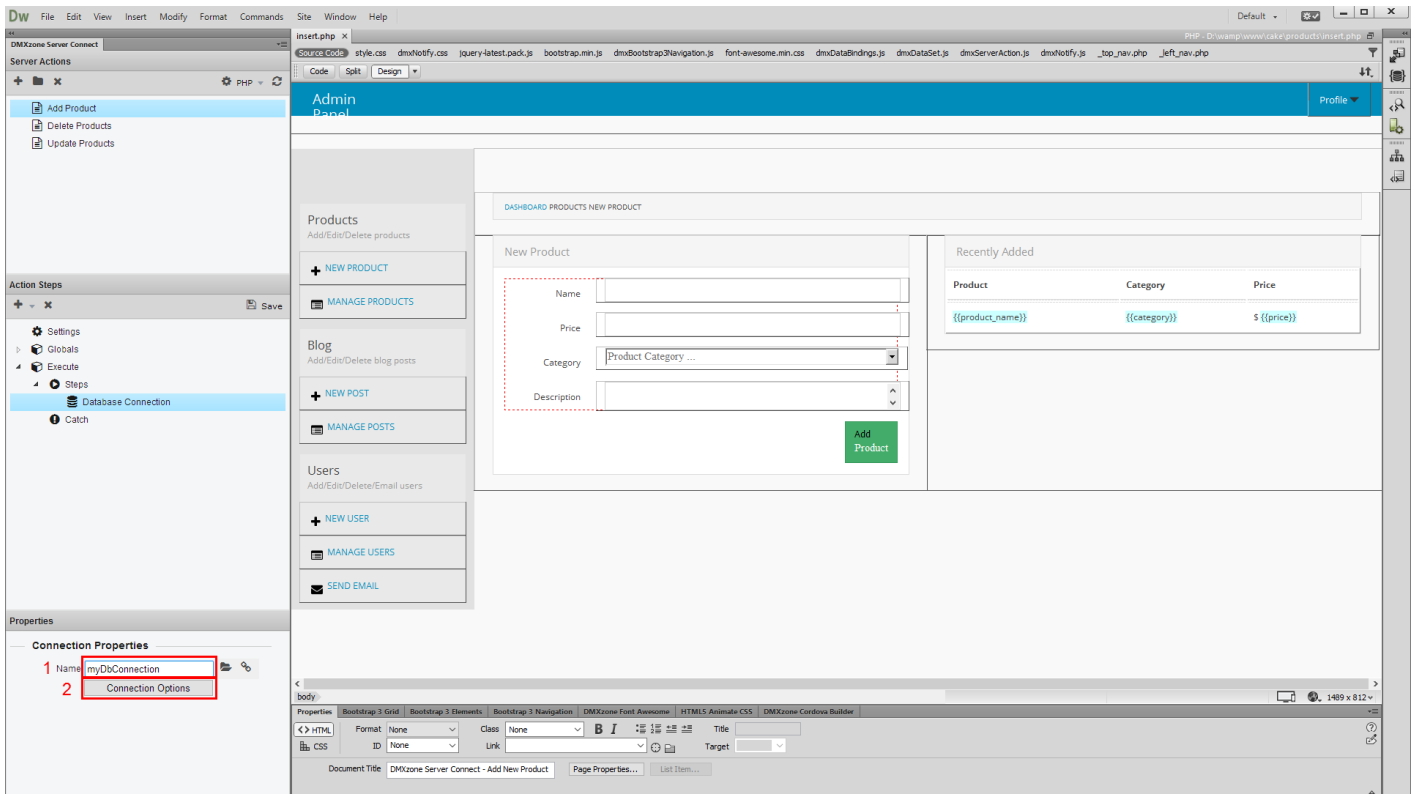 Dw File Edit View Insert Modify Format Commands Site Window Help Default
DMXzone Server Connect
Server Actions
PHP
Add Product
Delete Products
Update Products
Action Steps
Save
Settings
Globals
Execute
Steps
Database Connection
Catch
Properties
Connection Properties
1 Name myDbConnection
2 Connection Options
insert.php ×
PHP - D:\wamp\www\cake\products\insert.php
Source Code style.css dmxNotify.css jquery-latest.pack.js bootstrap.min.js dmxBootstrap3Navigation.js font-awesome.min.css dmxDataBindings.js dmxDataSet.js dmxServerAction.js dmxNotify.js _top_nav.php _left_nav.php
Code Split Design
Admin
Panel
Profile
Products
Add/Edit/Delete products
NEW PRODUCT
MANAGE PRODUCTS
Blog
Add/Edit/Delete blog posts
NEW POST
MANAGE POSTS
Users
Add/Edit/Delete/Email users
NEW USER
MANAGE USERS
SEND EMAIL
DASHBOARD PRODUCTS NEW PRODUCT
New Product
Name
Price
Category Product Category ...
Description
Add
Product
Recently Added
Product Category Price
{{product_name}} {{category}} $ {{price}}
body
1489 x 812
Properties Bootstrap 3 Grid Bootstrap 3 Elements Bootstrap 3 Navigation DMXzone Font Awesome HTML5 Animate CSS DMXzone Cordova Builder
<> HTML Format None Class None B I Title
CSS ID None Link Target
Document Title DMXzone Server Connect - Add New Product Page Properties... List Item...